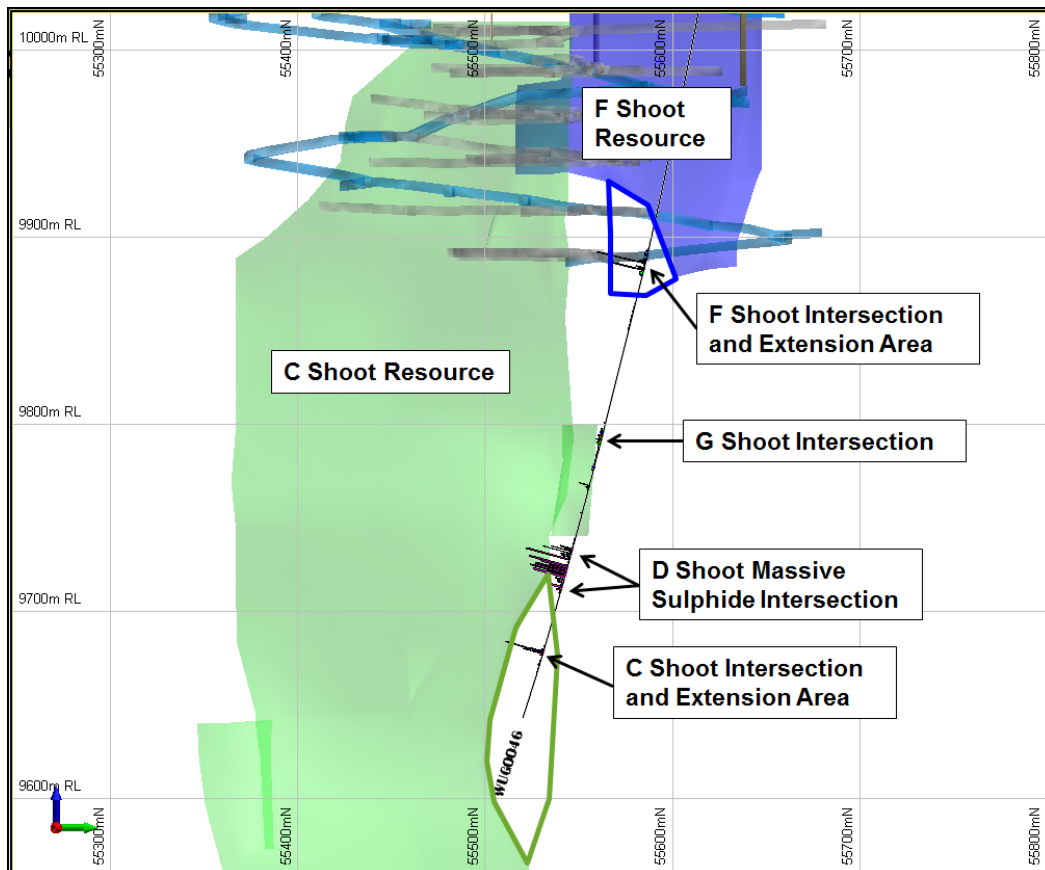 10000m RL
55300mN
55400mN
55500mN
55600mN
55700mN
55800mN
F Shoot
Resource
9900m RL
F Shoot Intersection
and Extension Area
C Shoot Resource
9800m RL
G Shoot Intersection
D Shoot Massive
Sulphide Intersection
9700m RL
C Shoot Intersection
and Extension Area
WUG0046
9600m RL
55300mN
55400mN
55500mN
55600mN
55700mN
55800mN